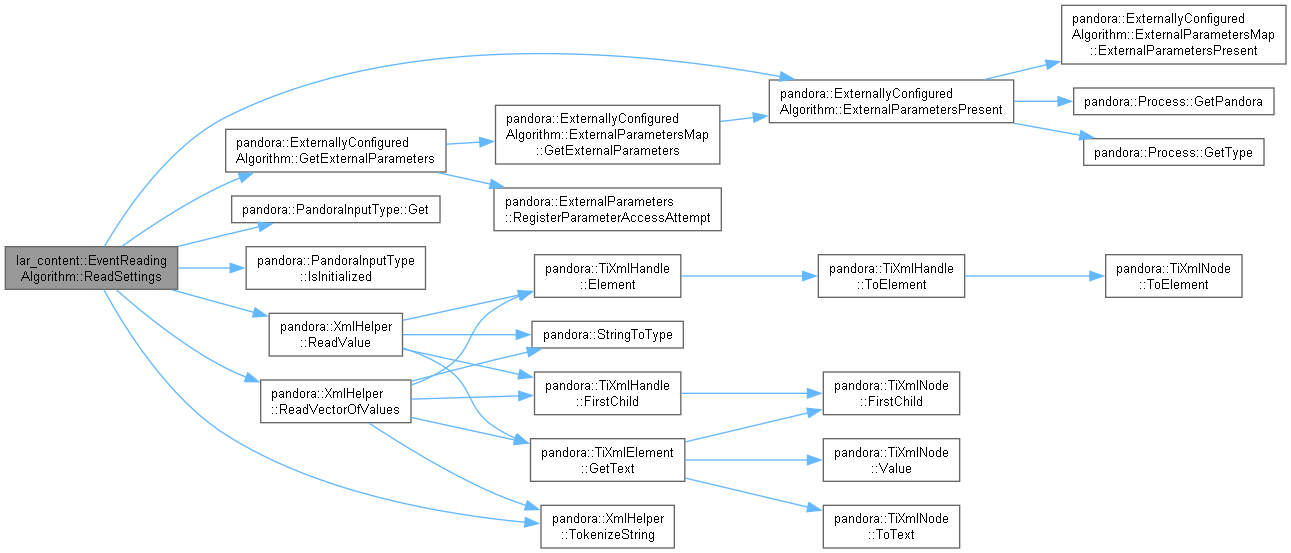 lar_content::EventReading
Algorithm::ReadSettings
pandora::ExternallyConfigured
Algorithm::GetExternalParameters
pandora::PandoraInputType::Get
pandora::PandoraInputType
::IsInitialized
pandora::XmlHelper
::ReadValue
pandora::XmlHelper
::ReadVectorOfValues
pandora::ExternallyConfigured
Algorithm::ExternalParametersMap
::GetExternalParameters
pandora::ExternalParameters
::RegisterParameterAccessAttempt
pandora::TiXmlHandle
::Element
pandora::StringToType
pandora::TiXmlHandle
::FirstChild
pandora::TiXmlElement
::GetText
pandora::XmlHelper
::TokenizeString
pandora::ExternallyConfigured
Algorithm::ExternalParametersPresent
pandora::TiXmlHandle
::ToElement
pandora::TiXmlNode
::FirstChild
pandora::TiXmlNode
::Value
pandora::TiXmlNode
::ToText
pandora::ExternallyConfigured
Algorithm::ExternalParametersMap
::ExternalParametersPresent
pandora::Process::GetPandora
pandora::Process::GetType
pandora::TiXmlNode
::ToElement